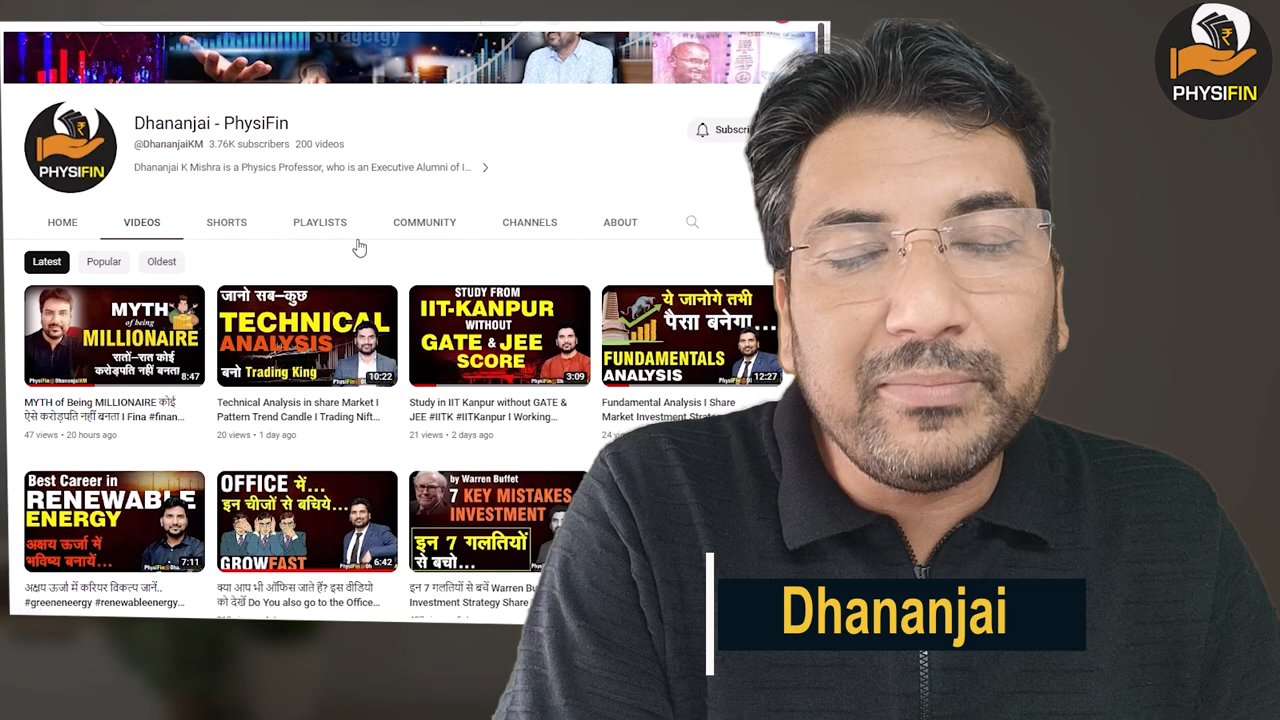 Stragetgy
PHYSIFIN
Dhananjai - PhysiFin
@DhananjaiKM 3.76K subscribers 200 videos
Dhananjai K Mishra is a Physics Professor, who is an Executive Alumni of I...
Subscri
PHYSIFIN
HOME VIDEOS SHORTS PLAYLISTS COMMUNITY CHANNELS ABOUT
Latest Popular Oldest
MYTH
of being
MILLIONAIRE
रातों-रात कोई
करोड़पति नहीं बनता
PhysiFin@DhananjaiKM
8:47
जानो सब-कुछ
TECHNICAL
ANALYSIS
बनो Trading King
10:22
STUDY FROM
IIT-KANPUR
WITHOUT
GATE & JEE
SCORE
3:09
ये जानोगे तभी
पैसा बनेगा...
FUNDAMENTALS
ANALYSIS
12:27
MYTH of Being MILLIONAIRE कोई
ऐसे करोड़पति नहीं बनता I Fina #finan...
47 views • 20 hours ago
Technical Analysis in share Market I
Pattern Trend Candle I Trading Nift...
20 views • 1 day ago
Study in IIT Kanpur without GATE &
JEE #IITK #IITKanpur I Working...
21 views • 2 days ago
Fundamental Analysis I Share
Market Investment Strate
24
Best Career in
RENEWABLE
ENERGY
अक्षय ऊर्जा में
भविष्य बनायें...
7:11
OFFICE में...
इन चीजों से बचिये...
GROWFAST
6:42
by Warren Buffet
7 KEY MISTAKES
INVESTMENT
इन 7 गलतियों
से बचो...
अक्षय ऊर्जा में करियर विकल्प जानें..
#greeneneergy #renewableenergy...
क्या आप भी ऑफिस जाते हैं? इस वीडियो
को देखें Do You also go to the Office...
इन 7 गलतियों से बचें Warren Bu
Investment Strategy Share
Dhananjai